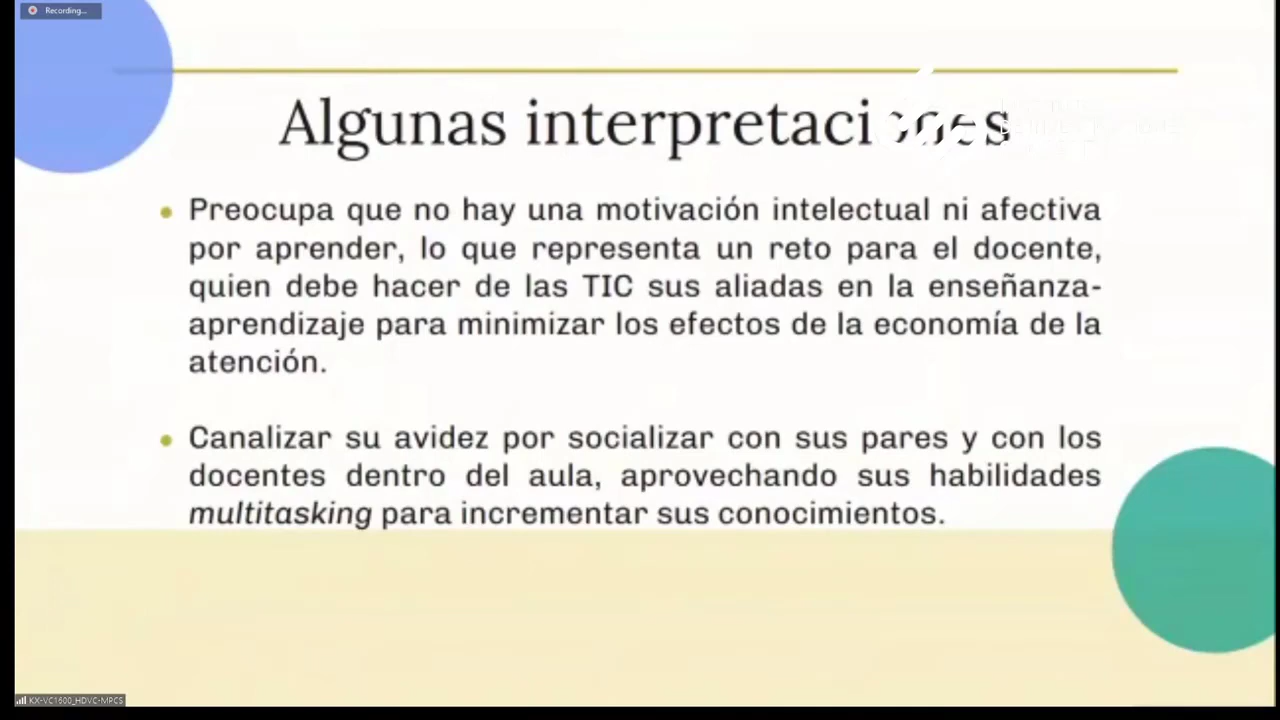 Recording...
Algunas interpretaciones
Preocupa que no hay una motivación intelectual ni afectiva
por aprender, lo que representa un reto para el docente,
quien debe hacer de las TIC sus aliadas en la enseñanza-
aprendizaje para minimizar los efectos de la economía de la
atención.
Canalizar su avidez por socializar con sus pares y con los
docentes dentro del aula, aprovechando sus habilidades
multitasking para incrementar sus conocimientos.
KX-VC1600_HDVC-MPCS